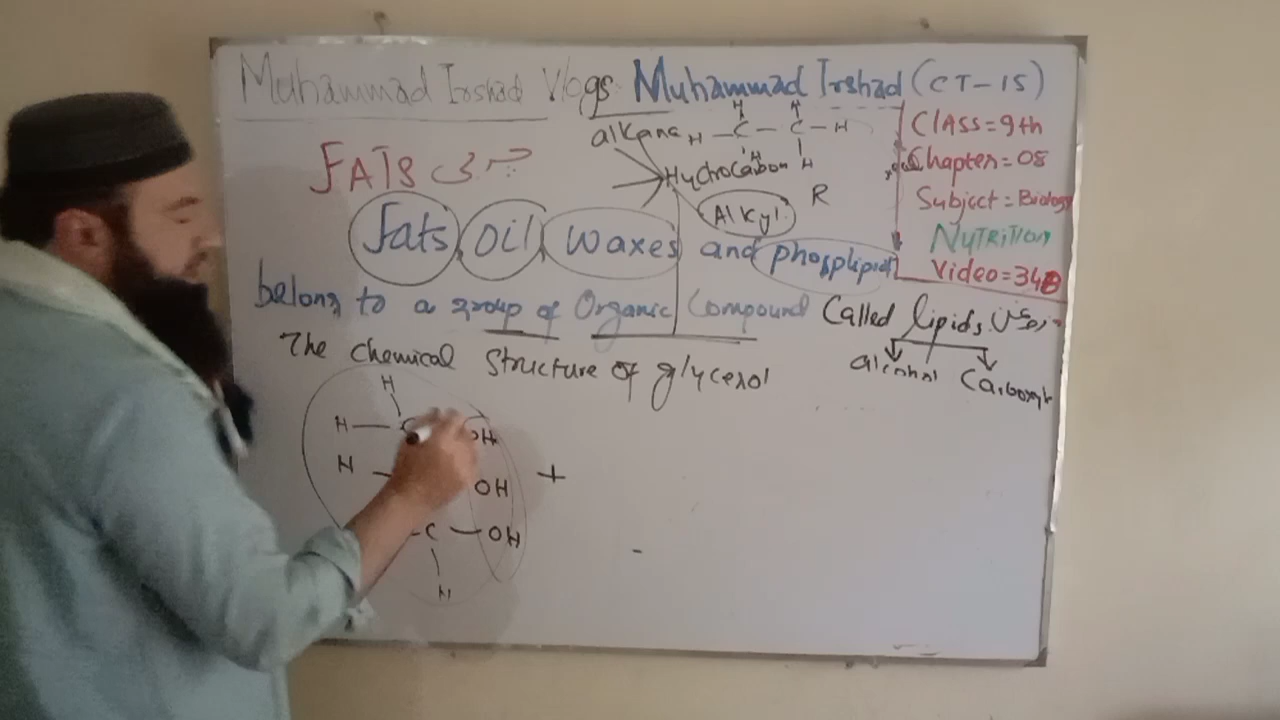 Muhammad Irshad Vlogs Muhammad Irshad (CT-15)
alkane H — C — C — H
H H
H H
Hydrocarbon
R
Alkyl
CLASS = 9th
Chapter = 08
Subject = Biology
NUTRITION
Video = 348
FATS
Fats, Oil, Waxes and phosplipid
belong to a group of Organic Compound Called lipids
The Chemical Structure of glycerol
alcohol Carboxyl
H
H — C OH
H — OH +
- C — OH
H